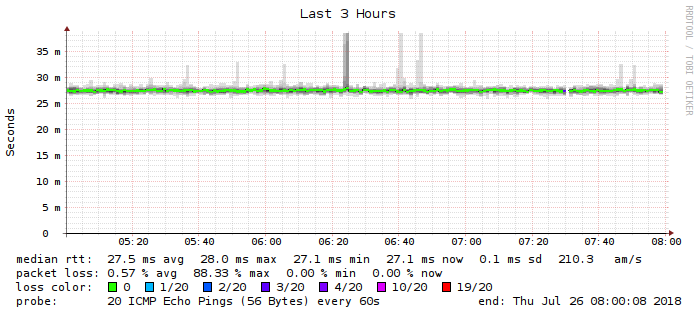 Last 3 Hours
RRDTOOL / TOBI OETIKER
Seconds
35 m
30 m
25 m
20 m
15 m
10 m
5 m
0
05:20 05:40 06:00 06:20 06:40 07:00 07:20 07:40 08:00
median rtt: 27.5 ms avg 28.0 ms max 27.1 ms min 27.1 ms now 0.1 ms sd 210.3 am/s
packet loss: 0.57 % avg 88.33 % max 0.00 % min 0.00 % now
loss color: 0 1/20 2/20 3/20 4/20 10/20 19/20
probe: 20 ICMP Echo Pings (56 Bytes) every 60s end: Thu Jul 26 08:00:08 2018